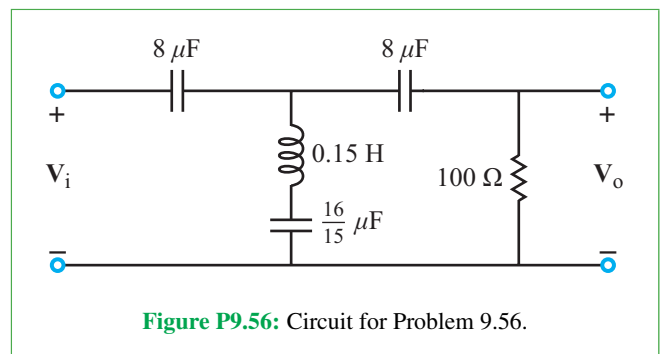 8 μF 8 μF
+ +
V_i 0.15 H 100 Ω V_o
16/15 μF
− −
Figure P9.56: Circuit for Problem 9.56.